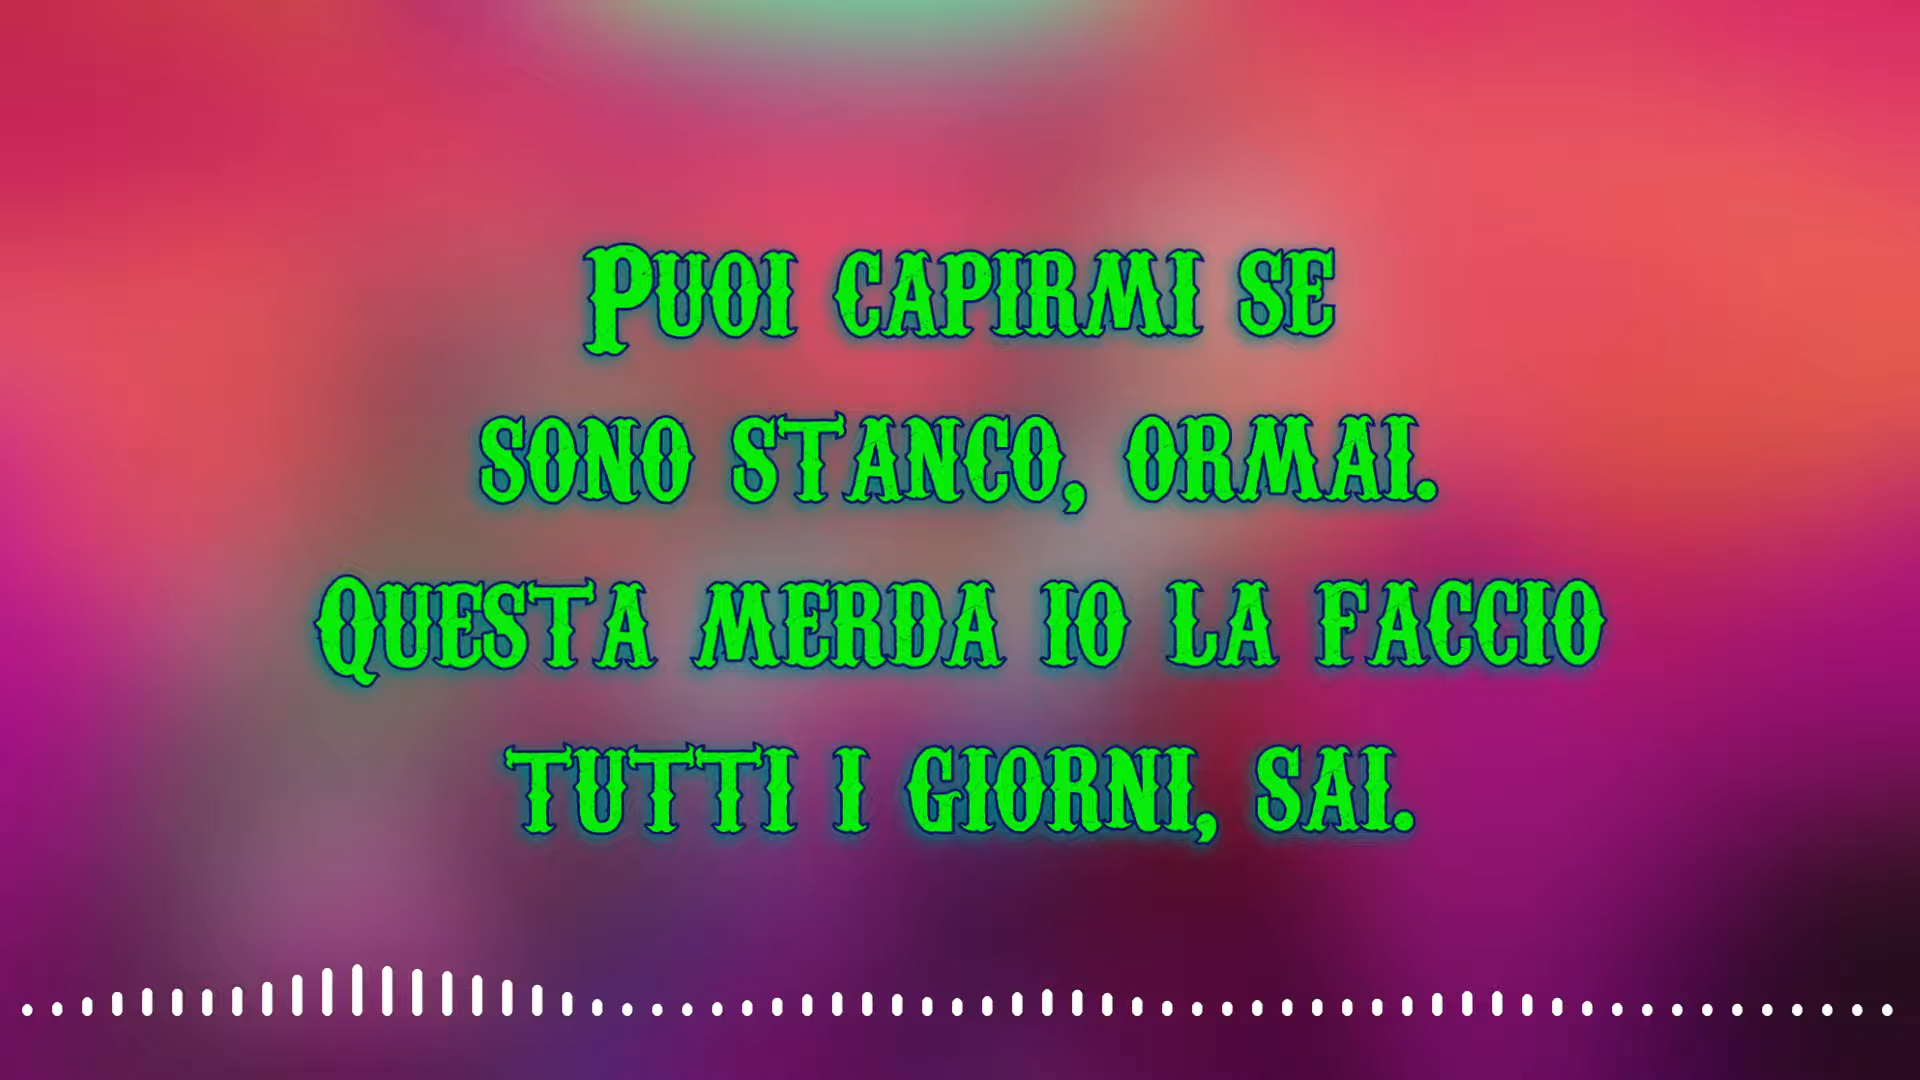 Puoi capirmi se
sono stanco, ormai.
Questa merda io la faccio
tutti i giorni, sai.